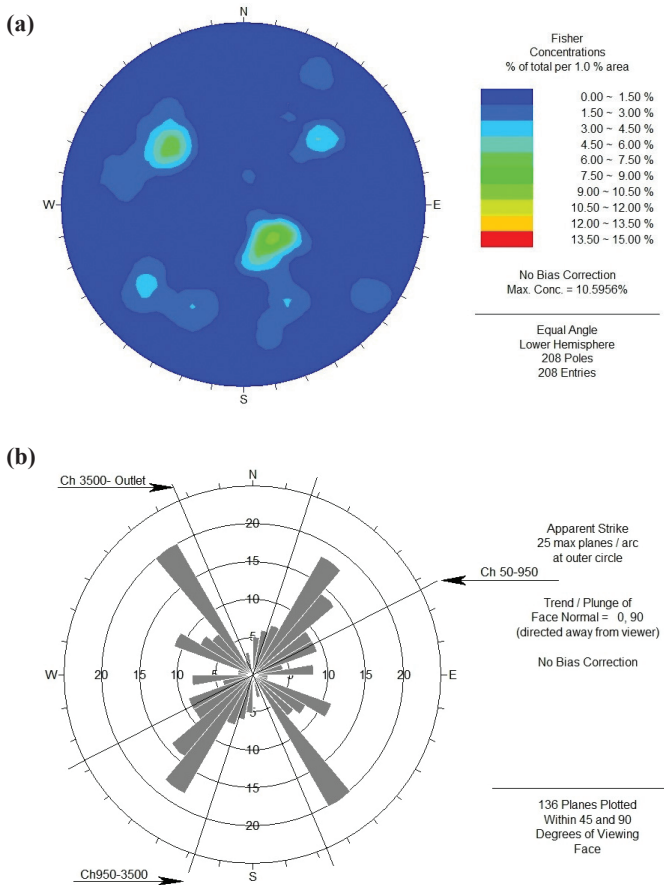 (a)
N
W
E
S
Fisher
Concentrations
% of total per 1.0 % area
0.00 ~ 1.50 %
1.50 ~ 3.00 %
3.00 ~ 4.50 %
4.50 ~ 6.00 %
6.00 ~ 7.50 %
7.50 ~ 9.00 %
9.00 ~ 10.50 %
10.50 ~ 12.00 %
12.00 ~ 13.50 %
13.50 ~ 15.00 %
No Bias Correction
Max. Conc. = 10.5956%
Equal Angle
Lower Hemisphere
208 Poles
208 Entries
(b)
Ch 3500- Outlet
N
20
15
10
5
W 20 15 10 5 5 10 15 20 E
5
10
15
20
S
Ch 50-950
Ch950-3500
Apparent Strike
25 max planes / arc
at outer circle
Trend / Plunge of
Face Normal = 0, 90
(directed away from viewer)
No Bias Correction
136 Planes Plotted
Within 45 and 90
Degrees of Viewing
Face